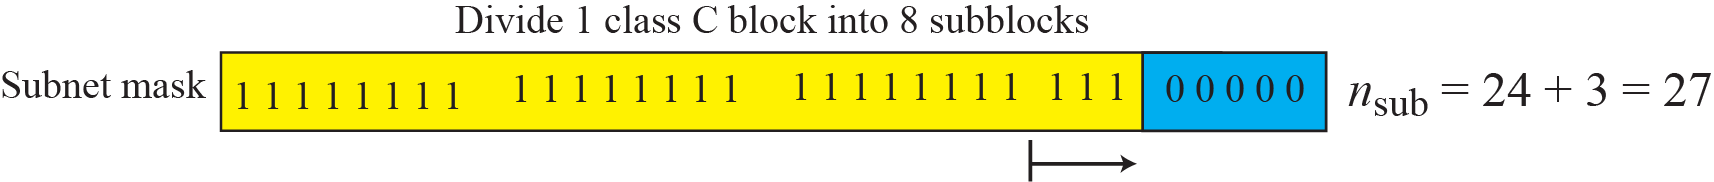 Divide 1 class C block into 8 subblocks
Subnet mask 1 1 1 1 1 1 1 1 1 1 1 1 1 1 1 1 1 1 1 1 1 1 1 1 1 1 1 0 0 0 0 0 nsub = 24 + 3 = 27